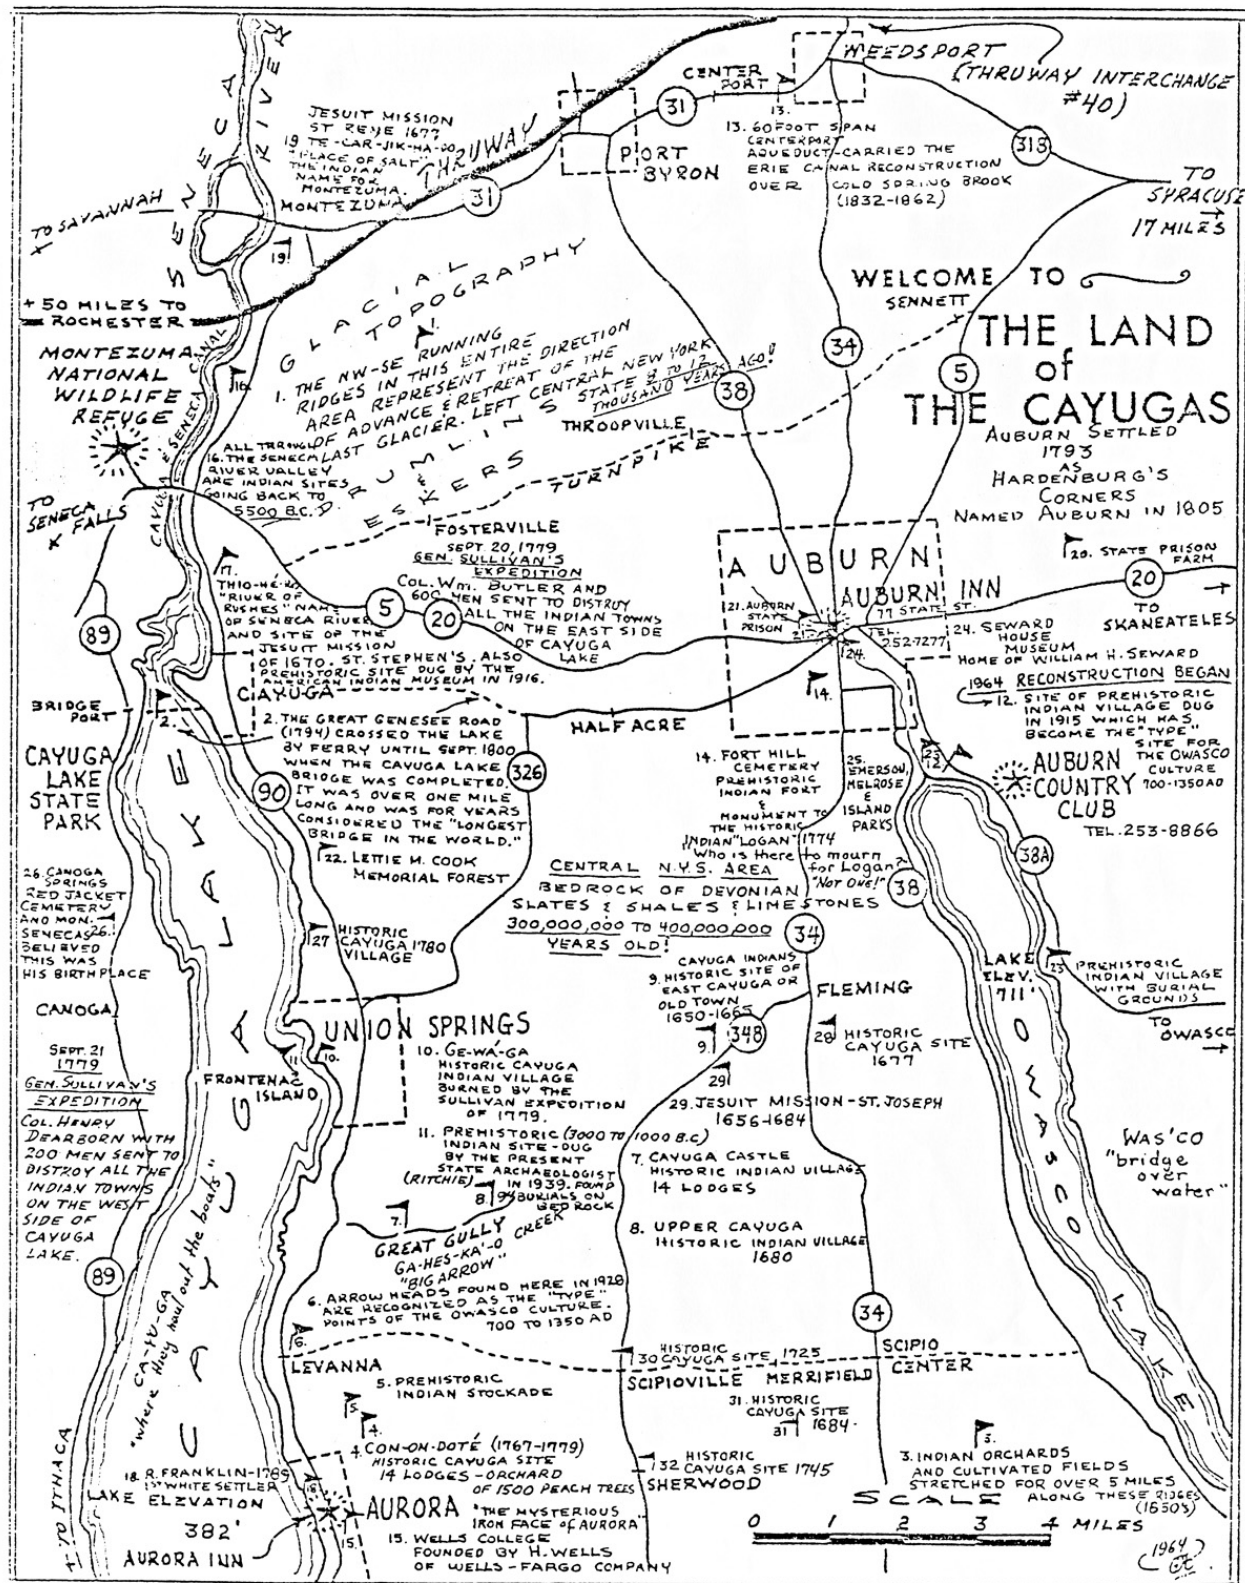 SENECA RIVER
WEEDSPORT
(THRUWAY INTERCHANGE
#40)
CENTER
PORT
31
13.
JESUIT MISSION
ST RENE 1677
19 TE-CAR-JIK-HA-DO
"PLACE OF SALT"
THE INDIAN
NAME FOR
MONTEZUMA.
MONTEZUMA
THRUWAY
31
PORT
BYRON
13. 60 FOOT SPAN
CENTERPORT
AQUEDUCT-CARRIED THE
ERIE CANAL RECONSTRUCTION
OVER COLD SPRING BROOK
(1832-1862)
31B
TO
SYRACUSE
17 MILES
TO SAVANNAH
19
+50 MILES TO
ROCHESTER
GLACIAL
TOPOGRAPHY
1.
1. THE NW-SE RUNNING
RIDGES IN THIS ENTIRE
AREA REPRESENT THE DIRECTION
OF ADVANCE & RETREAT OF THE
LAST GLACIER. LEFT CENTRAL NEW YORK
STATE 8 TO 12
THOUSAND YEARS AGO!
DRUMLINS
ESKERS
WELCOME TO
SENNETT
THE LAND
of
THE CAYUGAS
34
38
5
AUBURN SETTLED
1793
AS
HARDENBURG'S
CORNERS
NAMED AUBURN IN 1805
MONTEZUMA
NATIONAL
WILDLIFE
REFUGE
CAYUGA & SENECA CANAL
16.
ALL THROUGH
16. THE SENECA
RIVER VALLEY
ARE INDIAN SITES
GOING BACK TO
5500 B.C.
THROOPVILLE
TURNPIKE
TO
SENECA
FALLS
FOSTERVILLE
SEPT. 20, 1779
GEN. SULLIVAN'S
EXPEDITION
COL. WM. BUTLER AND
600 MEN SENT TO DISTROY
ALL THE INDIAN TOWNS
ON THE EAST SIDE
OF CAYUGA
LAKE
5
20
17.
THIO-HÉ-RO
"RIVER OF
RUSHES" NAME
OF SENECA RIVER
AND SITE OF THE
JESUIT MISSION
OF 1670. ST. STEPHEN'S. ALSO
PREHISTORIC SITE DUG BY THE
AMERICAN INDIAN MUSEUM IN 1916.
AUBURN
AUBURN INN
77 STATE ST.
TEL.
252-7277
21. AUBURN
STATE
PRISON
21.
24.
14.
20. STATE PRISON
FARM
20
TO
SKANEATELES
24. SEWARD
HOUSE
MUSEUM
HOME OF WILLIAM H. SEWARD
1964 RECONSTRUCTION BEGAN
12. SITE OF PREHISTORIC
INDIAN VILLAGE DUG
IN 1915 WHICH HAS
BECOME THE "TYPE"
SITE FOR
THE OWASCO
CULTURE
700-1350 AD
89
CAYUGA
BRIDGE
PORT
2.
HALF ACRE
2. THE GREAT GENESEE ROAD
(1794) CROSSED THE LAKE
BY FERRY UNTIL SEPT. 1800
WHEN THE CAYUGA LAKE
BRIDGE WAS COMPLETED.
IT WAS OVER ONE MILE
LONG AND WAS FOR YEARS
CONSIDERED THE "LONGEST
BRIDGE IN THE WORLD."
326
90
CAYUGA
LAKE
STATE
PARK
14. FORT HILL
CEMETERY
PREHISTORIC
INDIAN FORT
&
MONUMENT TO
THE HISTORIC
INDIAN "LOGAN" 1774
Who is there to mourn
for Logan?
"NOT ONE!"
25.
EMERSON,
MELROSE
&
ISLAND
PARKS
AUBURN
COUNTRY
CLUB
TEL. 253-8866
38A
38
22. LETTIE M. COOK
MEMORIAL FOREST
CENTRAL N.Y.S. AREA
BEDROCK OF DEVONIAN
SLATES & SHALES & LIMESTONES
300,000,000 TO 400,000,000
YEARS OLD!
34
26. CANOGA
SPRINGS
RED JACKET
CEMETERY
AND MON.
SENECAS 26.
BELIEVED
THIS WAS
HIS BIRTHPLACE
27
HISTORIC
CAYUGA 1780
VILLAGE
CAYUGA INDIANS
9. HISTORIC SITE OF
EAST CAYUGA OR
OLD TOWN
1650-1665
FLEMING
LAKE
ELEV.
711'
23
PREHISTORIC
INDIAN VILLAGE
WITH BURIAL
GROUNDS
TO
OWASCO
CANOGA
CAYUGA LAKE
UNION SPRINGS
34B
9.
28
HISTORIC
CAYUGA SITE
1677
29
29. JESUIT MISSION-ST. JOSEPH
1656-1684
SEPT. 21
1779
GEN. SULLIVAN'S
EXPEDITION
COL. HENRY
DEARBORN WITH
200 MEN SENT TO
DISTROY ALL THE
INDIAN TOWNS
ON THE WEST
SIDE OF
CAYUGA
LAKE.
11
10.
FRONTENAC
ISLAND
10. GE-WÁ-GA
HISTORIC CAYUGA
INDIAN VILLAGE
BURNED BY THE
SULLIVAN EXPEDITION
OF 1779.
11. PREHISTORIC (3000 TO 1000 B.C)
INDIAN SITE-DUG
BY THE PRESENT
STATE ARCHAEOLOGIST
(RITCHIE) IN 1939. FOUND
BURIALS ON
BED ROCK
7. CAYUGA CASTLE
HISTORIC INDIAN VILLAGE
14 LODGES
8. UPPER CAYUGA
HISTORIC INDIAN VILLAGE
1680
OWASCO LAKE
WAS'CO
"bridge
over
water"
7.
8.
GREAT GULLY
GA-HES-KA'-O CREEK
"BIG ARROW"
89
CA-YU-GA
"where they haul out the boats"
6. ARROW HEADS FOUND HERE IN 1928
ARE RECOGNIZED AS THE "TYPE"
POINTS OF THE OWASCO CULTURE.
700 TO 1350 AD
34
6.
LEVANNA
HISTORIC
30 CAYUGA SITE 1725
SCIPIOVILLE
MERRIFIELD
SCIPIO
CENTER
5. PREHISTORIC
INDIAN STOCKADE
5.
4.
31. HISTORIC
CAYUGA SITE
31 1684
4. CON-ON-DOTÉ (1767-1779)
HISTORIC CAYUGA SITE
14 LODGES-ORCHARD
OF 1500 PEACH TREES
32 HISTORIC
CAYUGA SITE 1745
SHERWOOD
3.
3. INDIAN ORCHARDS
AND CULTIVATED FIELDS
STRETCHED FOR OVER 5 MILES
ALONG THESE RIDGES
(1650's)
TO ITHACA
18. R. FRANKLIN-1789
1ST WHITE SETTLER
LAKE ELEVATION
382'
18
AURORA
"THE MYSTERIOUS
IRON FACE OF AURORA"
AURORA INN
15.
15. WELLS COLLEGE
FOUNDED BY H. WELLS
OF WELLS-FARGO COMPANY
SCALE
0 1 2 3 4 MILES
1964